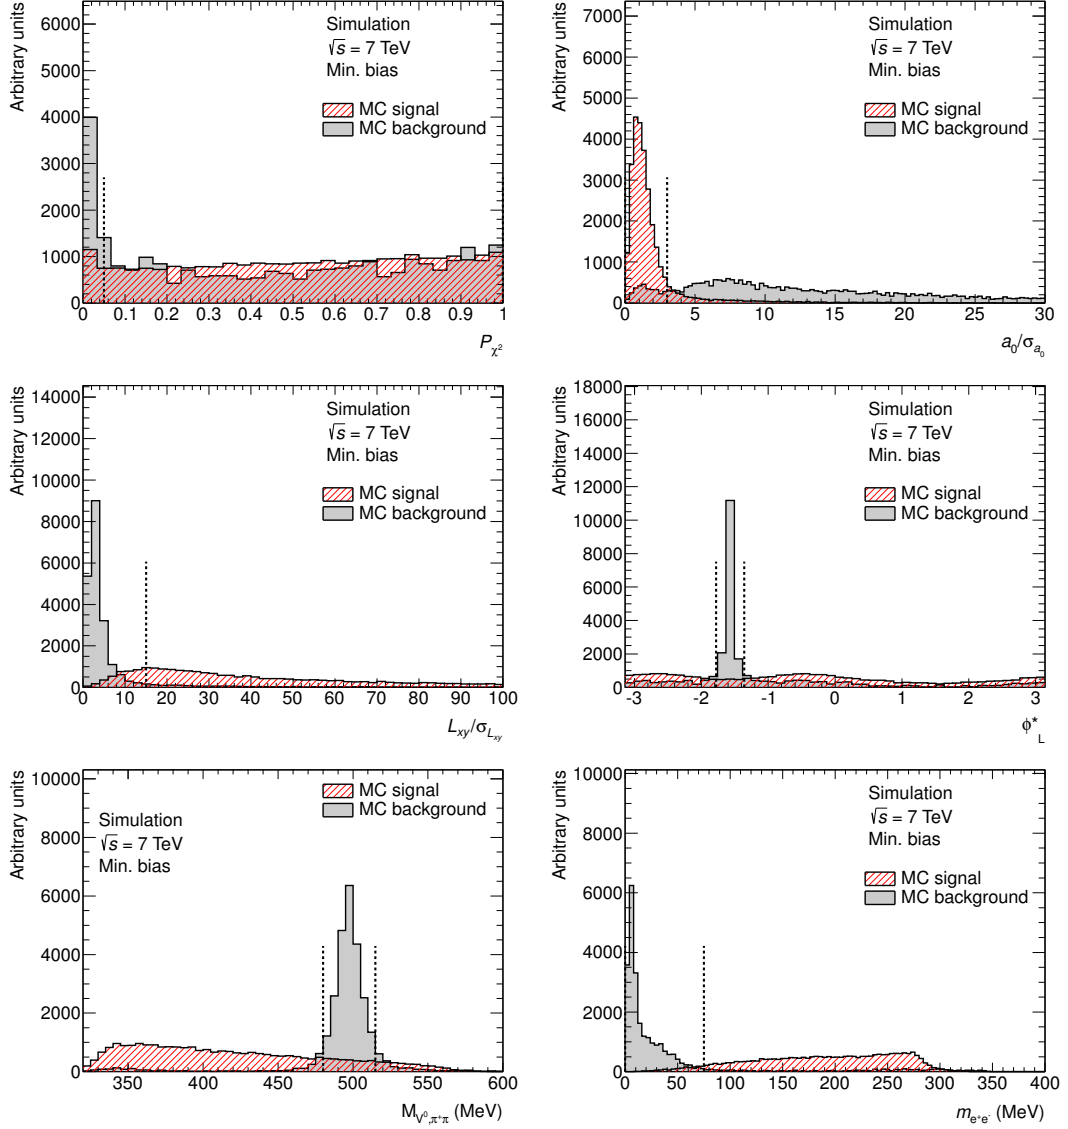 Arbitrary units
6000
5000
4000
3000
2000
1000
0
Simulation
√s = 7 TeV
Min. bias
MC signal
MC background
0 0.1 0.2 0.3 0.4 0.5 0.6 0.7 0.8 0.9 1
P_χ²
Arbitrary units
7000
6000
5000
4000
3000
2000
1000
0
Simulation
√s = 7 TeV
Min. bias
MC signal
MC background
0 5 10 15 20 25 30
a₀/σ_a₀
Arbitrary units
14000
12000
10000
8000
6000
4000
2000
0
Simulation
√s = 7 TeV
Min. bias
MC signal
MC background
0 10 20 30 40 50 60 70 80 90 100
L_xy/σ_L_xy
Arbitrary units
18000
16000
14000
12000
10000
8000
6000
4000
2000
0
Simulation
√s = 7 TeV
Min. bias
MC signal
MC background
-3 -2 -1 0 1 2 3
ϕ*_L
Arbitrary units
10000
8000
6000
4000
2000
0
Simulation
√s = 7 TeV
Min. bias
MC signal
MC background
350 400 450 500 550 600
M_V⁰,π⁺π (MeV)
Arbitrary units
10000
8000
6000
4000
2000
0
Simulation
√s = 7 TeV
Min. bias
MC signal
MC background
0 50 100 150 200 250 300 350 400
m_e⁺e⁻ (MeV)